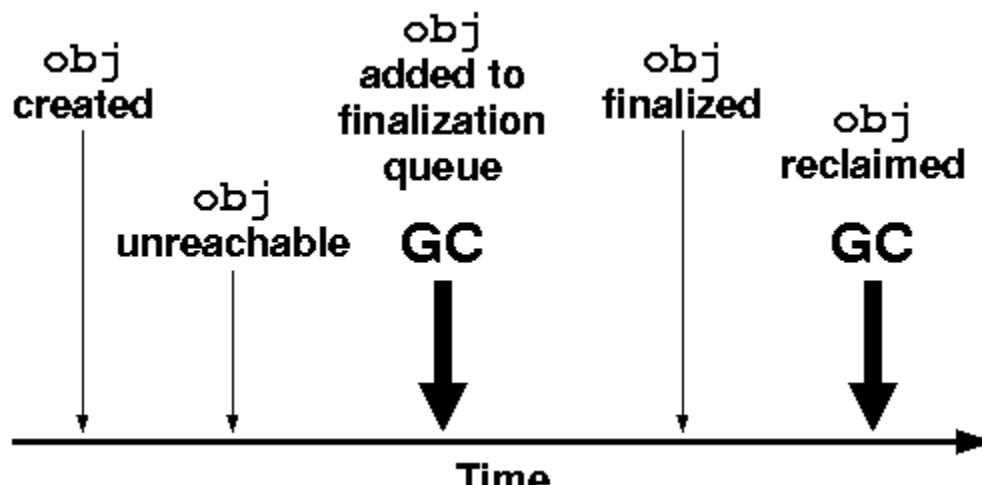 obj
created
obj
unreachable
obj
added to
finalization
queue
GC
obj
finalized
obj
reclaimed
GC
Time